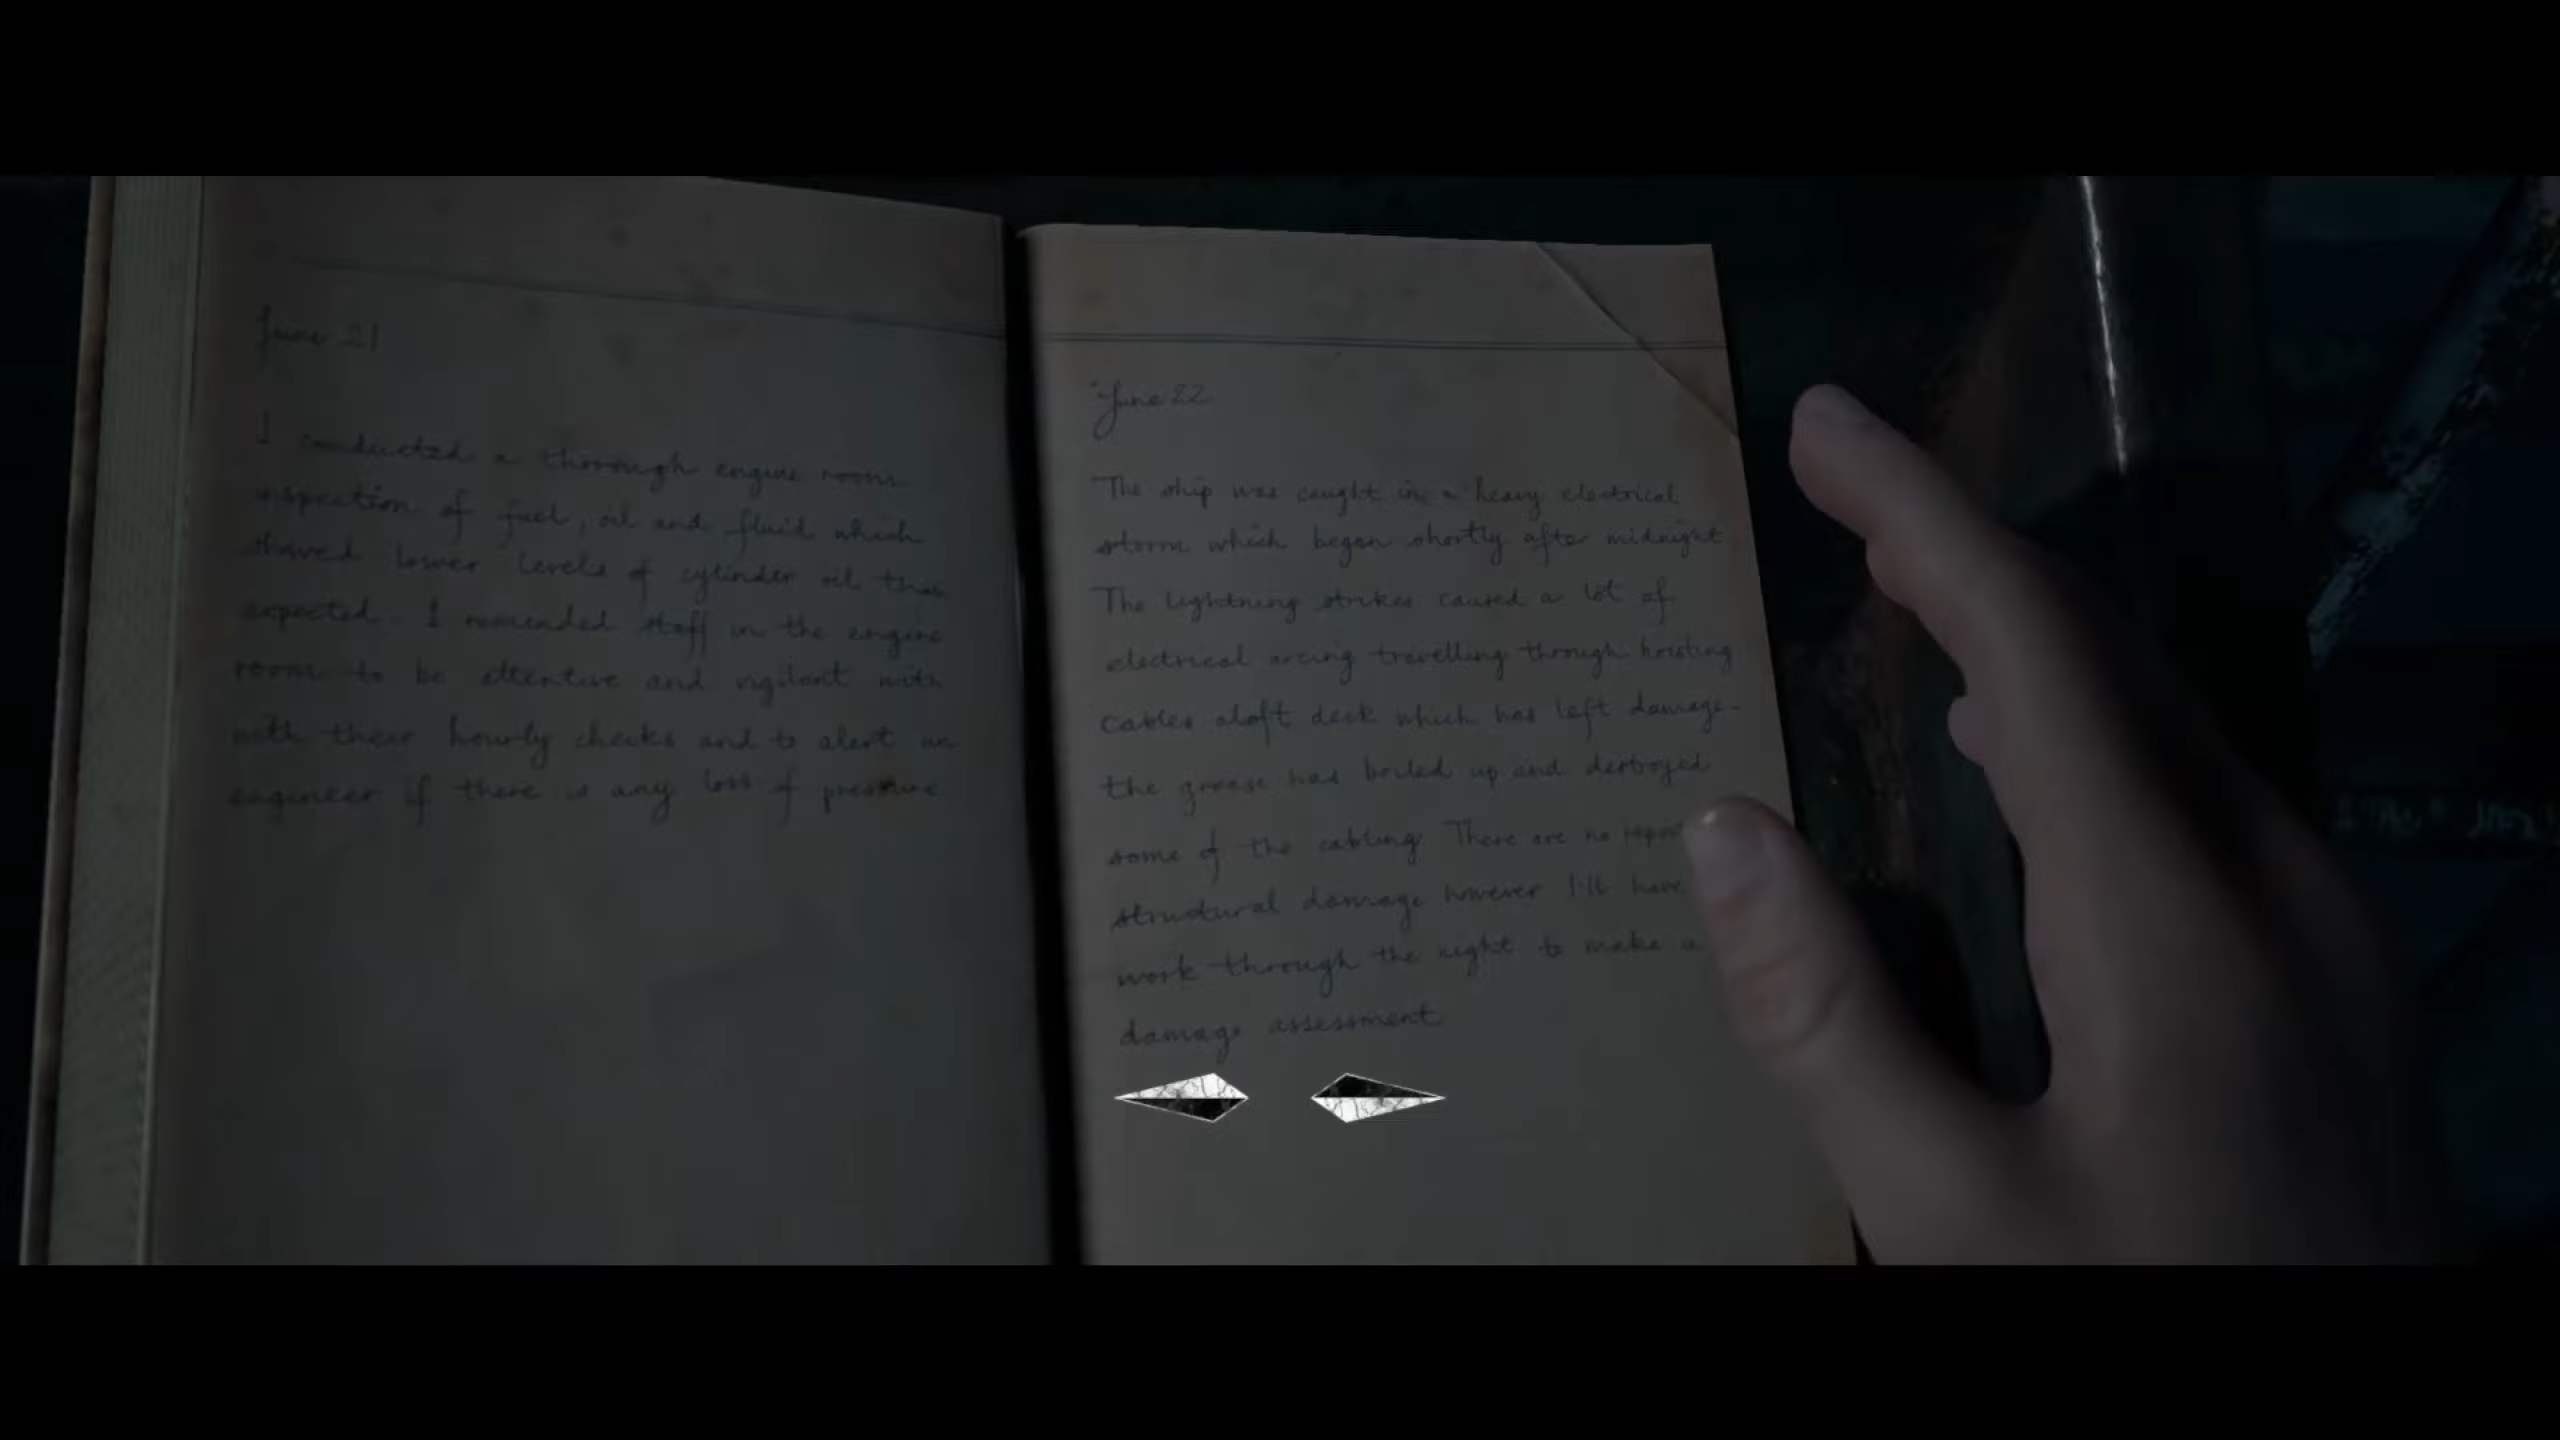 June 21
I conducted a thorough engine room
inspection of fuel, oil and fluid which
showed lower levels of cylinder oil than
expected. I reminded staff in the engine
room to be attentive and vigilant with
with their hourly checks and to alert an
engineer if there is any loss of pressure
June 22
The ship was caught in a heavy electrical
storm which began shortly after midnight
The lightning strikes caused a lot of
electrical arcing travelling through hoisting
cables aloft deck which has left damage-
the grease has boiled up and destroyed
some of the cabling There are no
structural damage however I'll have
work through the night to make a
damage assessment